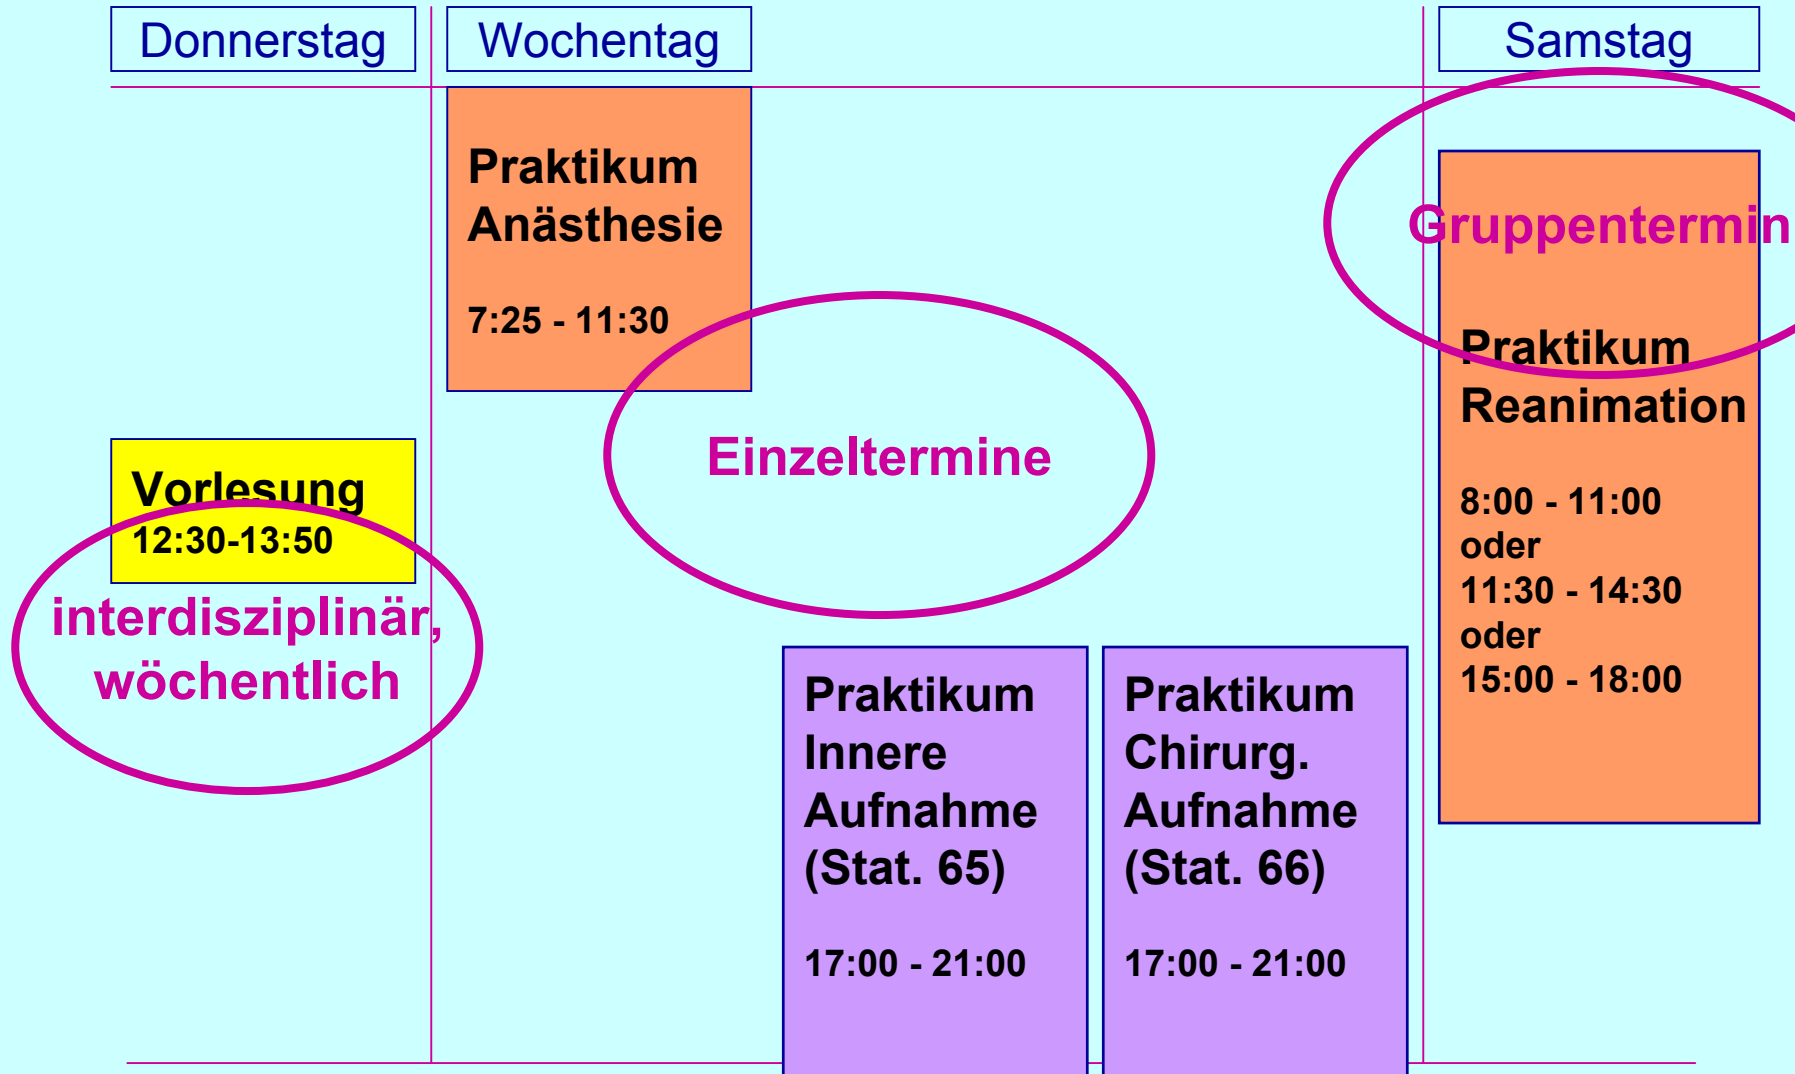 Donnerstag
Wochentag
Samstag
Praktikum
Anästhesie
7:25 - 11:30
Gruppentermin
Praktikum
Reanimation
8:00 - 11:00
oder
11:30 - 14:30
oder
15:00 - 18:00
Einzeltermine
Vorlesung
12:30-13:50
interdisziplinär,
wöchentlich
Praktikum
Innere
Aufnahme
(Stat. 65)
17:00 - 21:00
Praktikum
Chirurg.
Aufnahme
(Stat. 66)
17:00 - 21:00